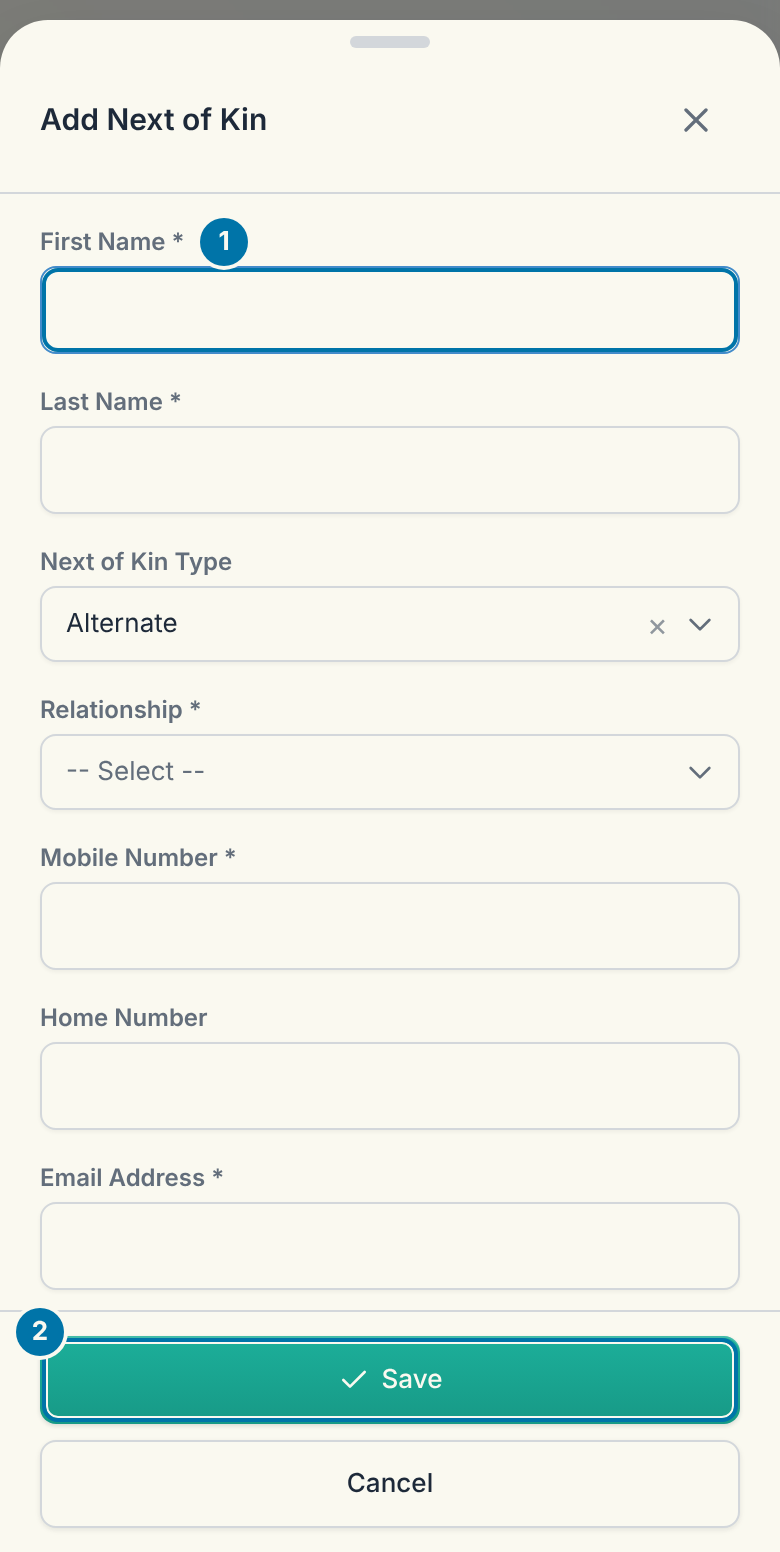 Add Next of Kin
First Name * 1
Last Name *
Next of Kin Type
Alternate
Relationship *
-- Select --
Mobile Number *
Home Number
Email Address *
2
Save
Cancel